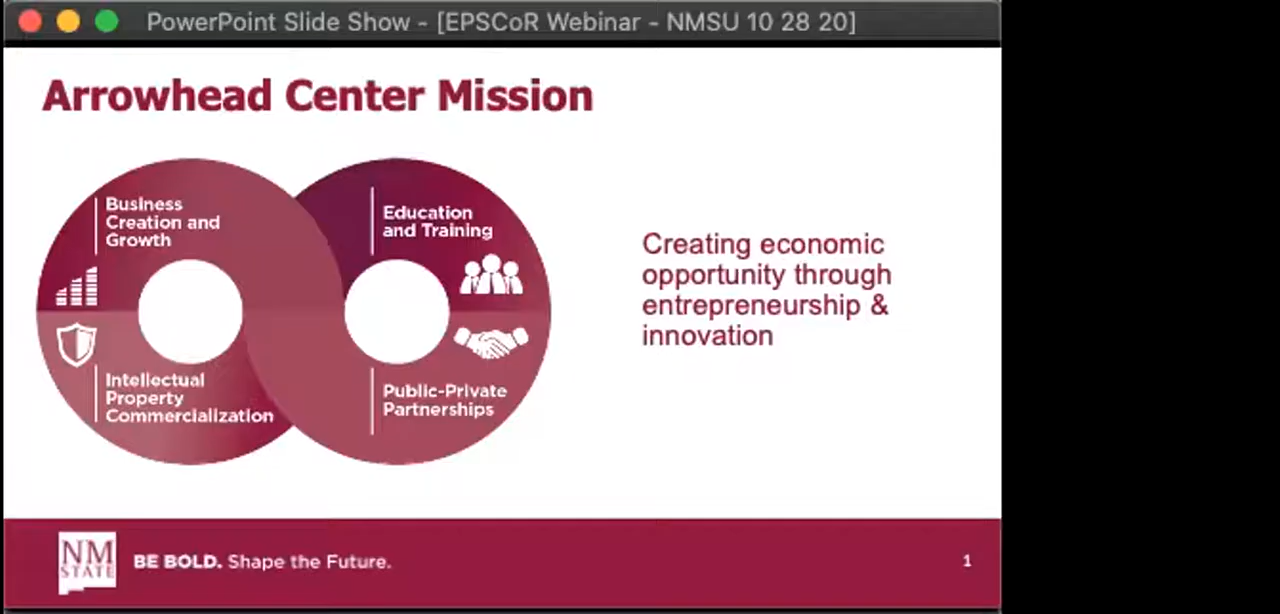 PowerPoint Slide Show - [EPSCoR Webinar - NMSU 10 28 20]
Arrowhead Center Mission
Business
Creation and
Growth
Education
and Training
Intellectual
Property
Commercialization
Public-Private
Partnerships
Creating economic
opportunity through
entrepreneurship &
innovation
NM
STATE
BE BOLD. Shape the Future.
1